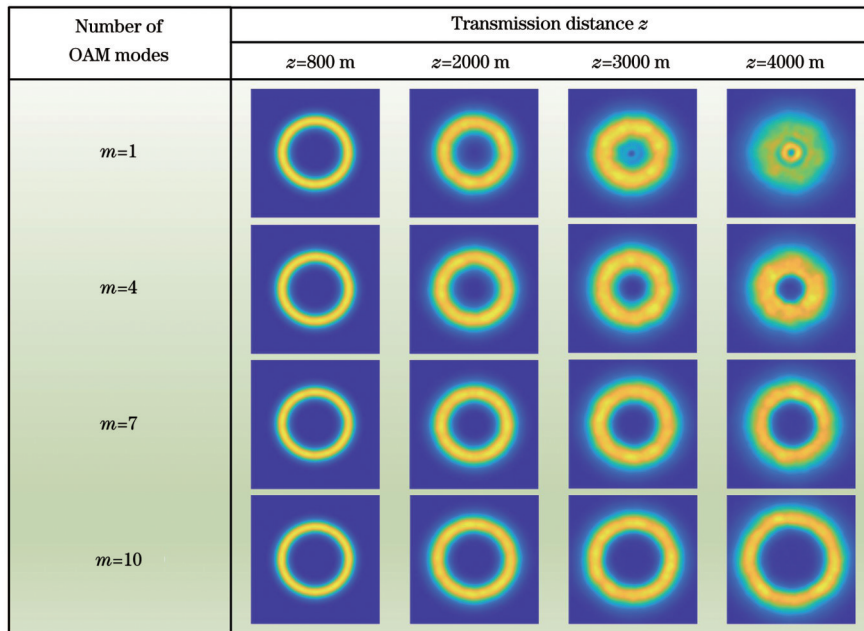 Number of
OAM modes
Transmission distance z
z=800 m
z=2000 m
z=3000 m
z=4000 m
m=1
m=4
m=7
m=10